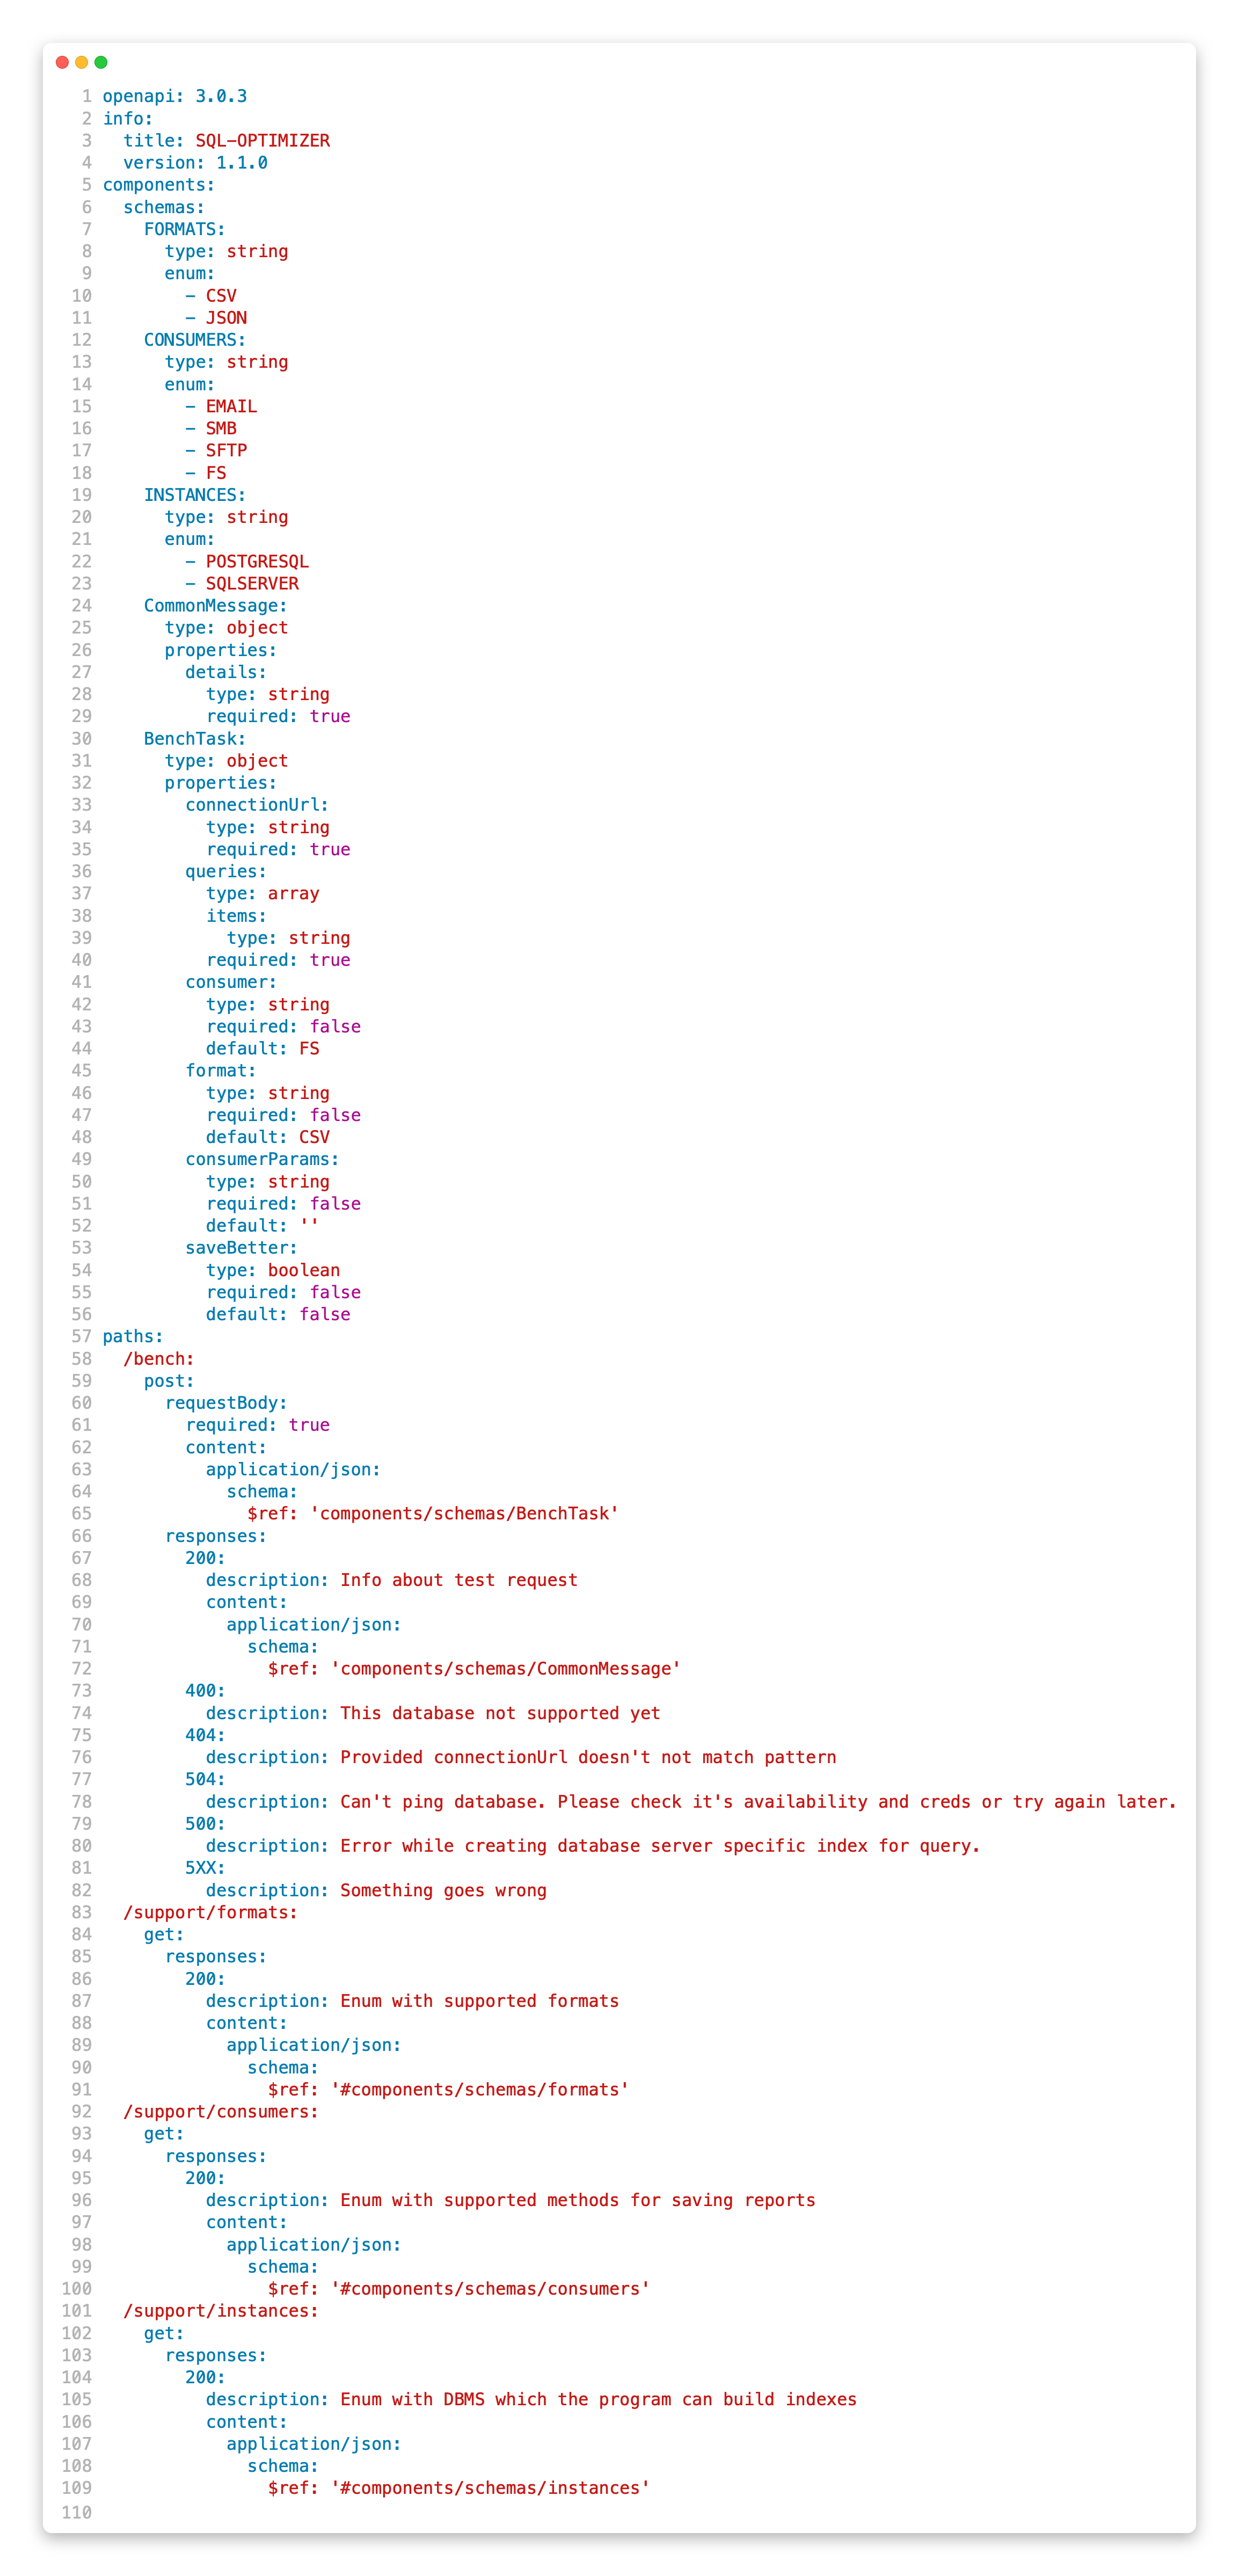 1 openapi: 3.0.3
2 info:
3   title: SQL-OPTIMIZER
4   version: 1.1.0
5 components:
6   schemas:
7     FORMATS:
8       type: string
9       enum:
10         - CSV
11         - JSON
12     CONSUMERS:
13       type: string
14       enum:
15         - EMAIL
16         - SMB
17         - SFTP
18         - FS
19     INSTANCES:
20       type: string
21       enum:
22         - POSTGRESQL
23         - SQLSERVER
24     CommonMessage:
25       type: object
26       properties:
27         details:
28           type: string
29           required: true
30     BenchTask:
31       type: object
32       properties:
33         connectionUrl:
34           type: string
35           required: true
36         queries:
37           type: array
38           items:
39             type: string
40           required: true
41         consumer:
42           type: string
43           required: false
44           default: FS
45         format:
46           type: string
47           required: false
48           default: CSV
49         consumerParams:
50           type: string
51           required: false
52           default: ''
53         saveBetter:
54           type: boolean
55           required: false
56           default: false
57 paths:
58   /bench:
59     post:
60       requestBody:
61         required: true
62         content:
63           application/json:
64             schema:
65               $ref: 'components/schemas/BenchTask'
66       responses:
67         200:
68           description: Info about test request
69           content:
70             application/json:
71               schema:
72                 $ref: 'components/schemas/CommonMessage'
73         400:
74           description: This database not supported yet
75         404:
76           description: Provided connectionUrl doesn't not match pattern
77         504:
78           description: Can't ping database. Please check it's availability and creds or try again later.
79         500:
80           description: Error while creating database server specific index for query.
81         5XX:
82           description: Something goes wrong
83   /support/formats:
84     get:
85       responses:
86         200:
87           description: Enum with supported formats
88           content:
89             application/json:
90               schema:
91                 $ref: '#components/schemas/formats'
92   /support/consumers:
93     get:
94       responses:
95         200:
96           description: Enum with supported methods for saving reports
97           content:
98             application/json:
99               schema:
100                 $ref: '#components/schemas/consumers'
101   /support/instances:
102     get:
103       responses:
104         200:
105           description: Enum with DBMS which the program can build indexes
106           content:
107             application/json:
108               schema:
109                 $ref: '#components/schemas/instances'
110